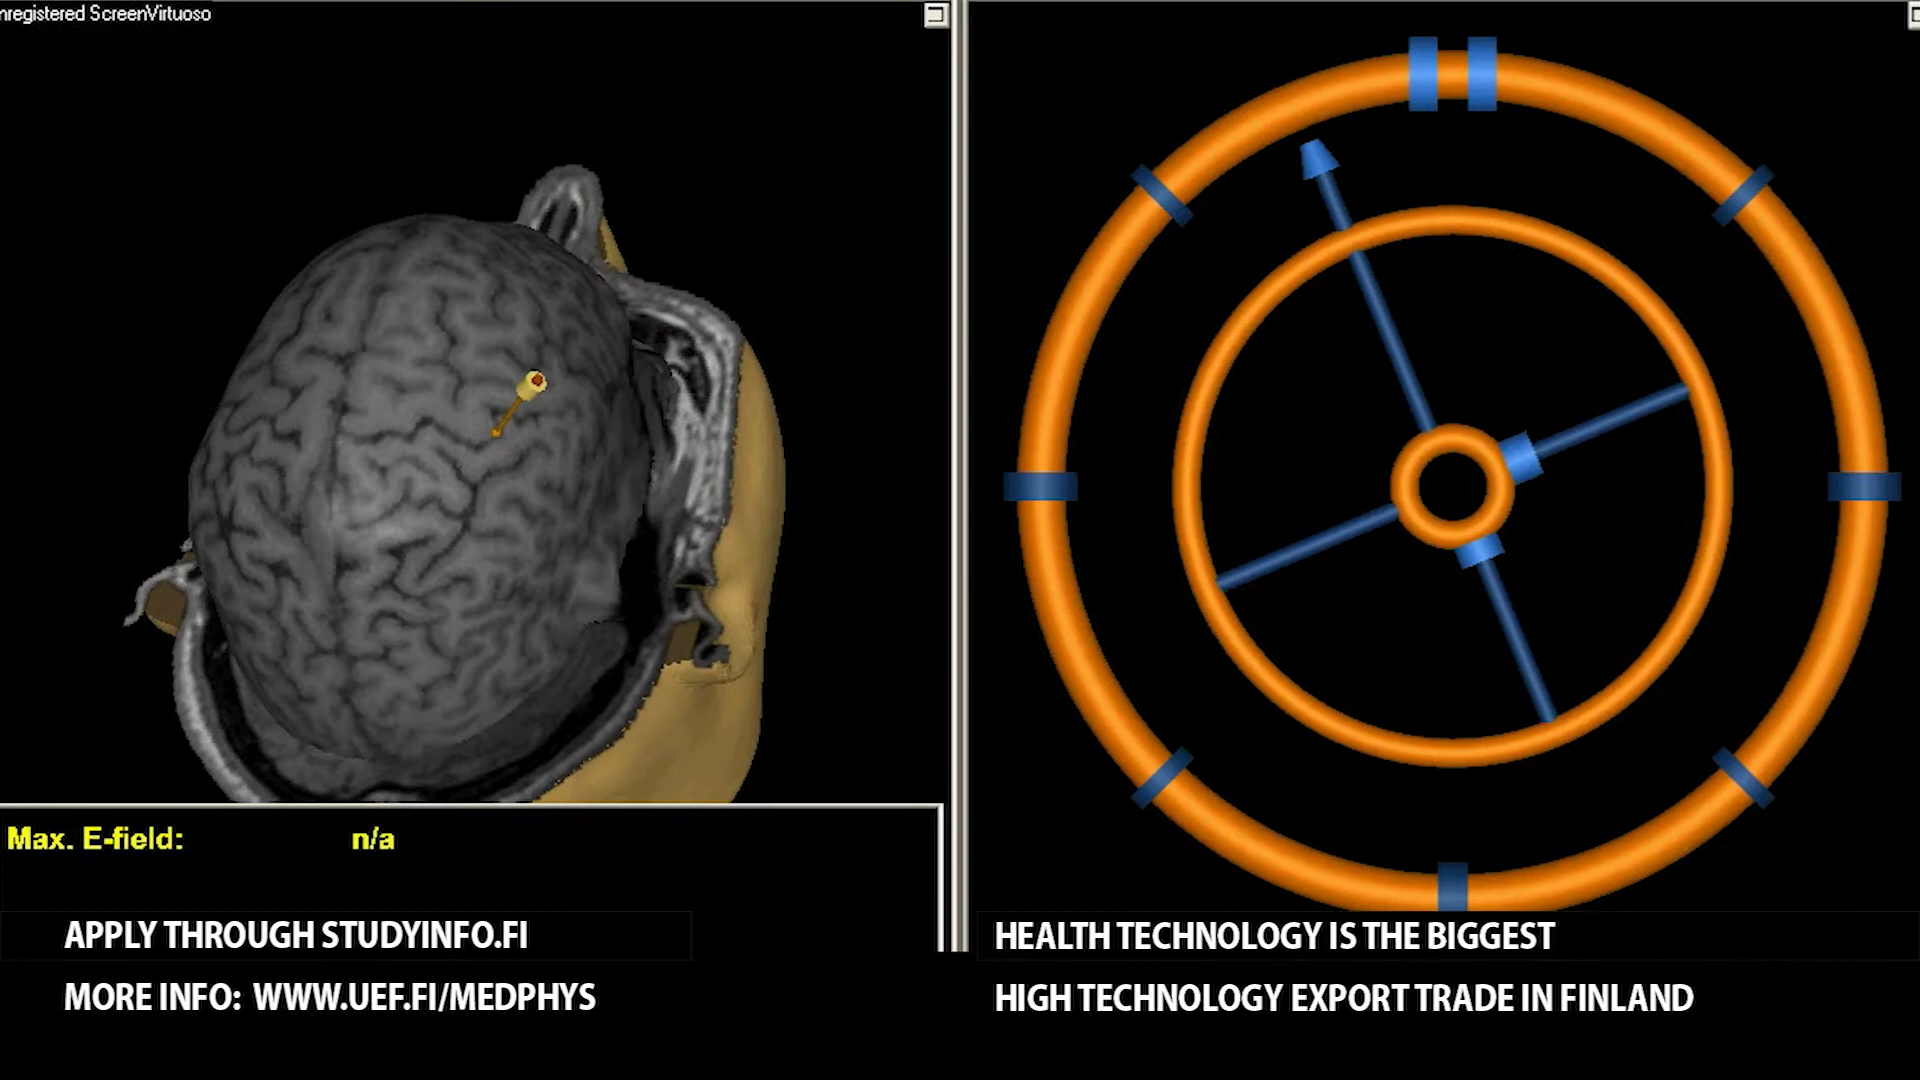 nregistered ScreenVirtuoso
Max. E-field: n/a
APPLY THROUGH STUDYINFO.FI
MORE INFO: WWW.UEF.FI/MEDPHYS
HEALTH TECHNOLOGY IS THE BIGGEST
HIGH TECHNOLOGY EXPORT TRADE IN FINLAND